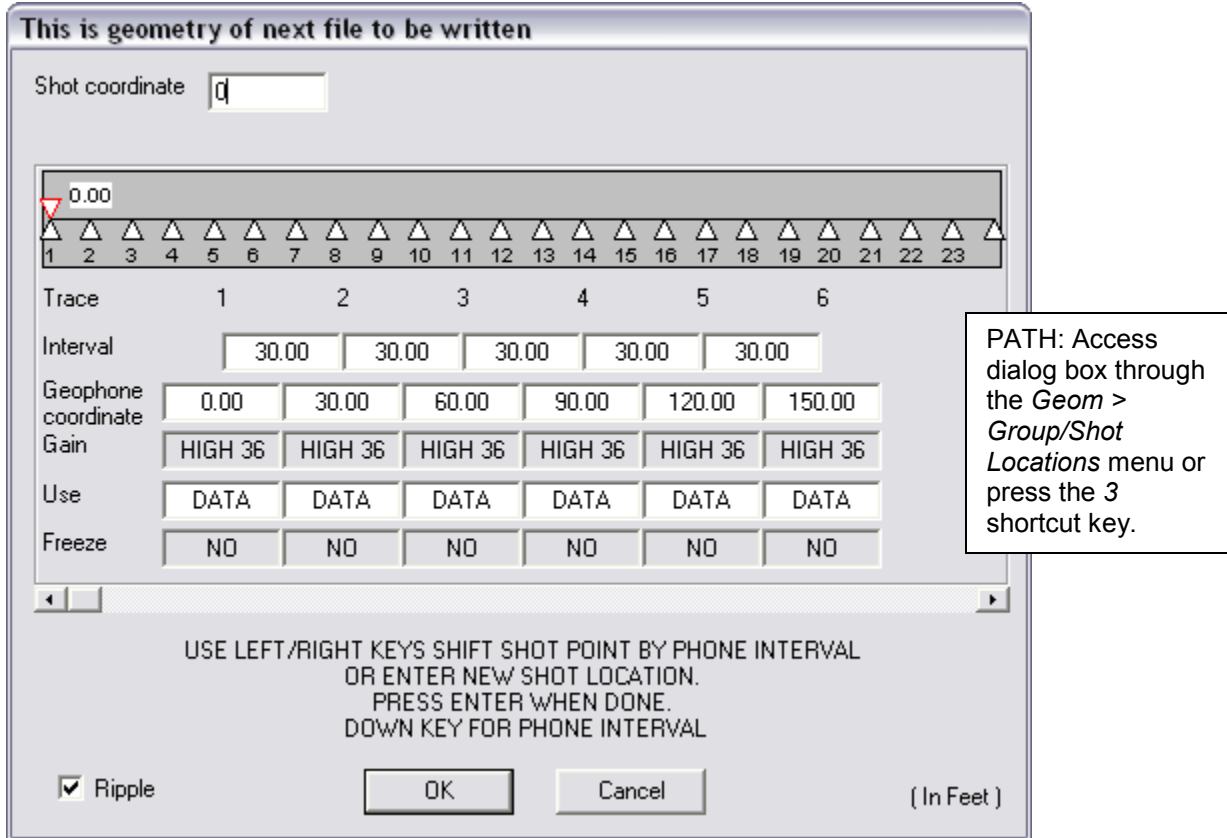 This is geometry of next file to be written
Shot coordinate 0
0.00
1 2 3 4 5 6 7 8 9 10 11 12 13 14 15 16 17 18 19 20 21 22 23
Trace 1 2 3 4 5 6
Interval 30.00 30.00 30.00 30.00 30.00
Geophone
coordinate 0.00 30.00 60.00 90.00 120.00 150.00
Gain HIGH 36 HIGH 36 HIGH 36 HIGH 36 HIGH 36 HIGH 36
Use DATA DATA DATA DATA DATA DATA
Freeze NO NO NO NO NO NO
USE LEFT/RIGHT KEYS SHIFT SHOT POINT BY PHONE INTERVAL
OR ENTER NEW SHOT LOCATION.
PRESS ENTER WHEN DONE.
DOWN KEY FOR PHONE INTERVAL
Ripple OK Cancel ( In Feet )
PATH: Access
dialog box through
the Geom >
Group/Shot
Locations menu or
press the 3
shortcut key.